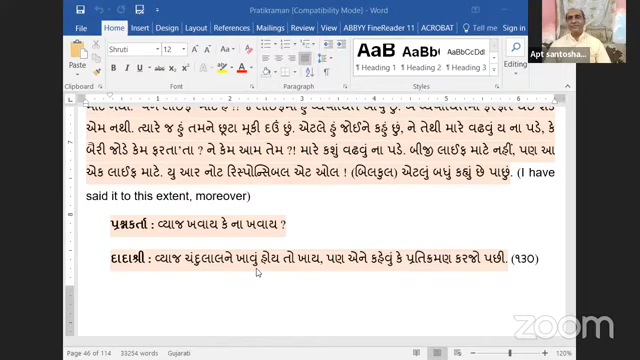 Pratikraman [Compatibility Mode] - Word
File Home Insert Design Layout References Mailings Review View ABBYY FineReader 11 ACROBAT Tell me Share
Shruti 12
Paste
Clipboard Font Paragraph Styles
AaB AaBb( AaBbCcDdI
¶ Heading 1 ¶ Heading 2 ¶ Heading 3
Editing
Apt santosha...
એમ નથી. ત્યારે જ હું તમને છૂટા મૂકી દઉં છું. એટલે હું જોઈને કહું છું, ને તેથી મારે વઢવું ય ના પડે, કે
બૈરી જોડે કેમ ફરતા'તા ? ને કેમ આમ તેમ ?! મારે કશું વઢવું ના પડે. બીજી લાઈફ માટે નહીં, પણ આ
એક લાઈફ માટે. યુ આર નોટ રિસ્પોન્સિબલ એટ ઓલ ! (બિલકુલ) એટલું બધું કહ્યું છે પાછું. (I have
said it to this extent, moreover)
પ્રશ્નકર્તા : વ્યાજ ખવાય કે ના ખવાય ?
દાદાશ્રી : વ્યાજ ચંદુલાલને ખાવું હોય તો ખાય, પણ એને કહેવું કે પ્રતિક્રમણ કરજો પછી. (૧૩૦)
7
8
zoom
Page 46 of 114 33254 words Gujarati 120%